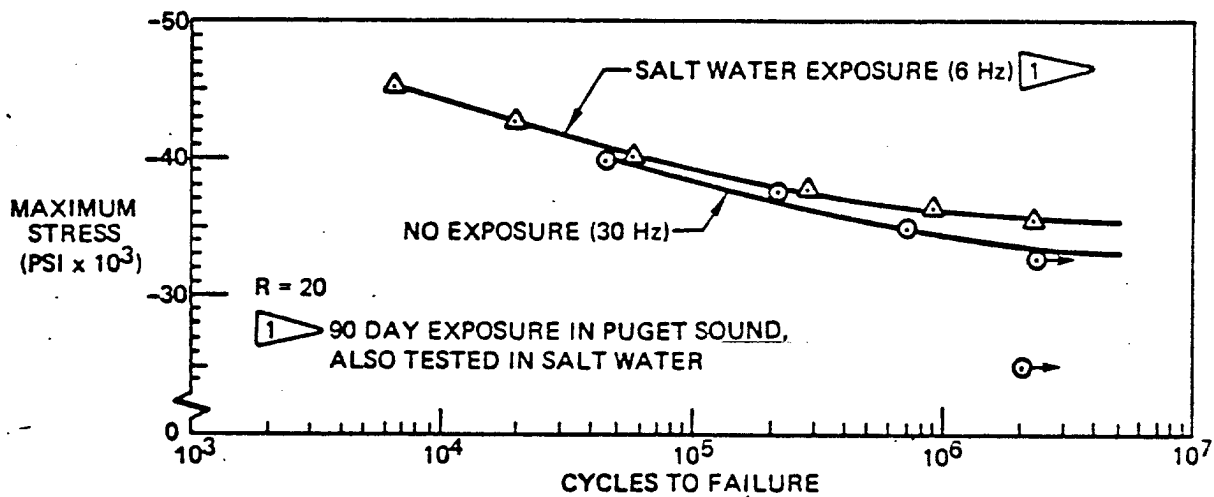 -50
SALT WATER EXPOSURE (6 Hz) 1
-40
MAXIMUM
STRESS
(PSI x 10³)
NO EXPOSURE (30 Hz)
-30
R = 20
1 90 DAY EXPOSURE IN PUGET SOUND,
ALSO TESTED IN SALT WATER
0
10³ 10⁴ 10⁵ 10⁶ 10⁷
CYCLES TO FAILURE